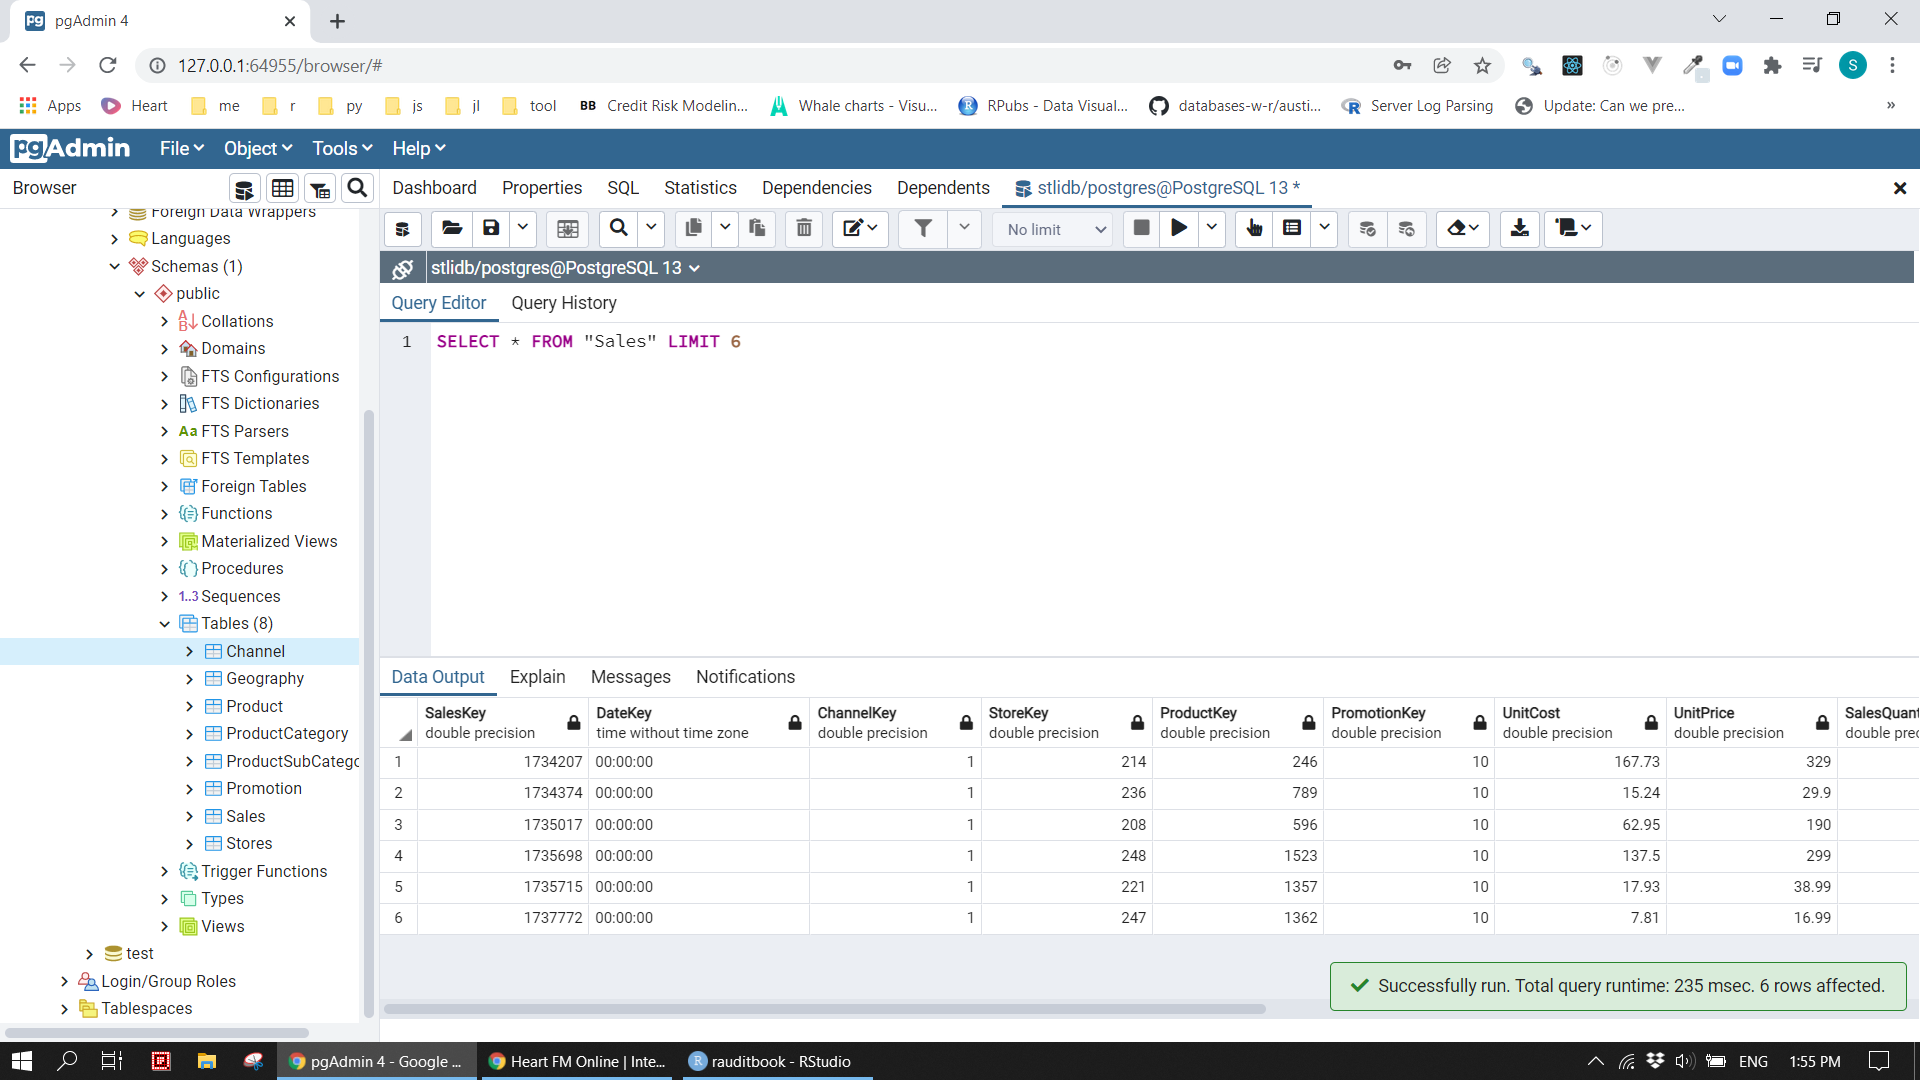 pgAdmin 4
127.0.0.1:64955/browser/#
S
Apps Heart me r py js jl tool BB Credit Risk Modelin... Whale charts - Visu... RPubs - Data Visual... databases-w-r/austi... Server Log Parsing Update: Can we pre... »
pgAdmin File Object Tools Help
Browser
Dashboard Properties SQL Statistics Dependencies Dependents stlidb/postgres@PostgreSQL 13 *
No limit
stlidb/postgres@PostgreSQL 13
Query Editor Query History
1 SELECT * FROM "Sales" LIMIT 6
Foreign Data Wrappers
Languages
Schemas (1)
public
Collations
Domains
FTS Configurations
FTS Dictionaries
Aa FTS Parsers
FTS Templates
Foreign Tables
Functions
Materialized Views
Procedures
1..3 Sequences
Tables (8)
Channel
Geography
Product
ProductCategory
ProductSubCatego
Promotion
Sales
Stores
Trigger Functions
Types
Views
test
Login/Group Roles
Tablespaces
Data Output Explain Messages Notifications
SalesKey DateKey ChannelKey StoreKey ProductKey PromotionKey UnitCost UnitPrice SalesQuant
double precision time without time zone double precision double precision double precision double precision double precision double precision double prec
1 1734207 00:00:00 1 214 246 10 167.73 329
2 1734374 00:00:00 1 236 789 10 15.24 29.9
3 1735017 00:00:00 1 208 596 10 62.95 190
4 1735698 00:00:00 1 248 1523 10 137.5 299
5 1735715 00:00:00 1 221 1357 10 17.93 38.99
6 1737772 00:00:00 1 247 1362 10 7.81 16.99
Successfully run. Total query runtime: 235 msec. 6 rows affected.
pgAdmin 4 - Google ... Heart FM Online | Inte... rauditbook - RStudio ENG 1:55 PM